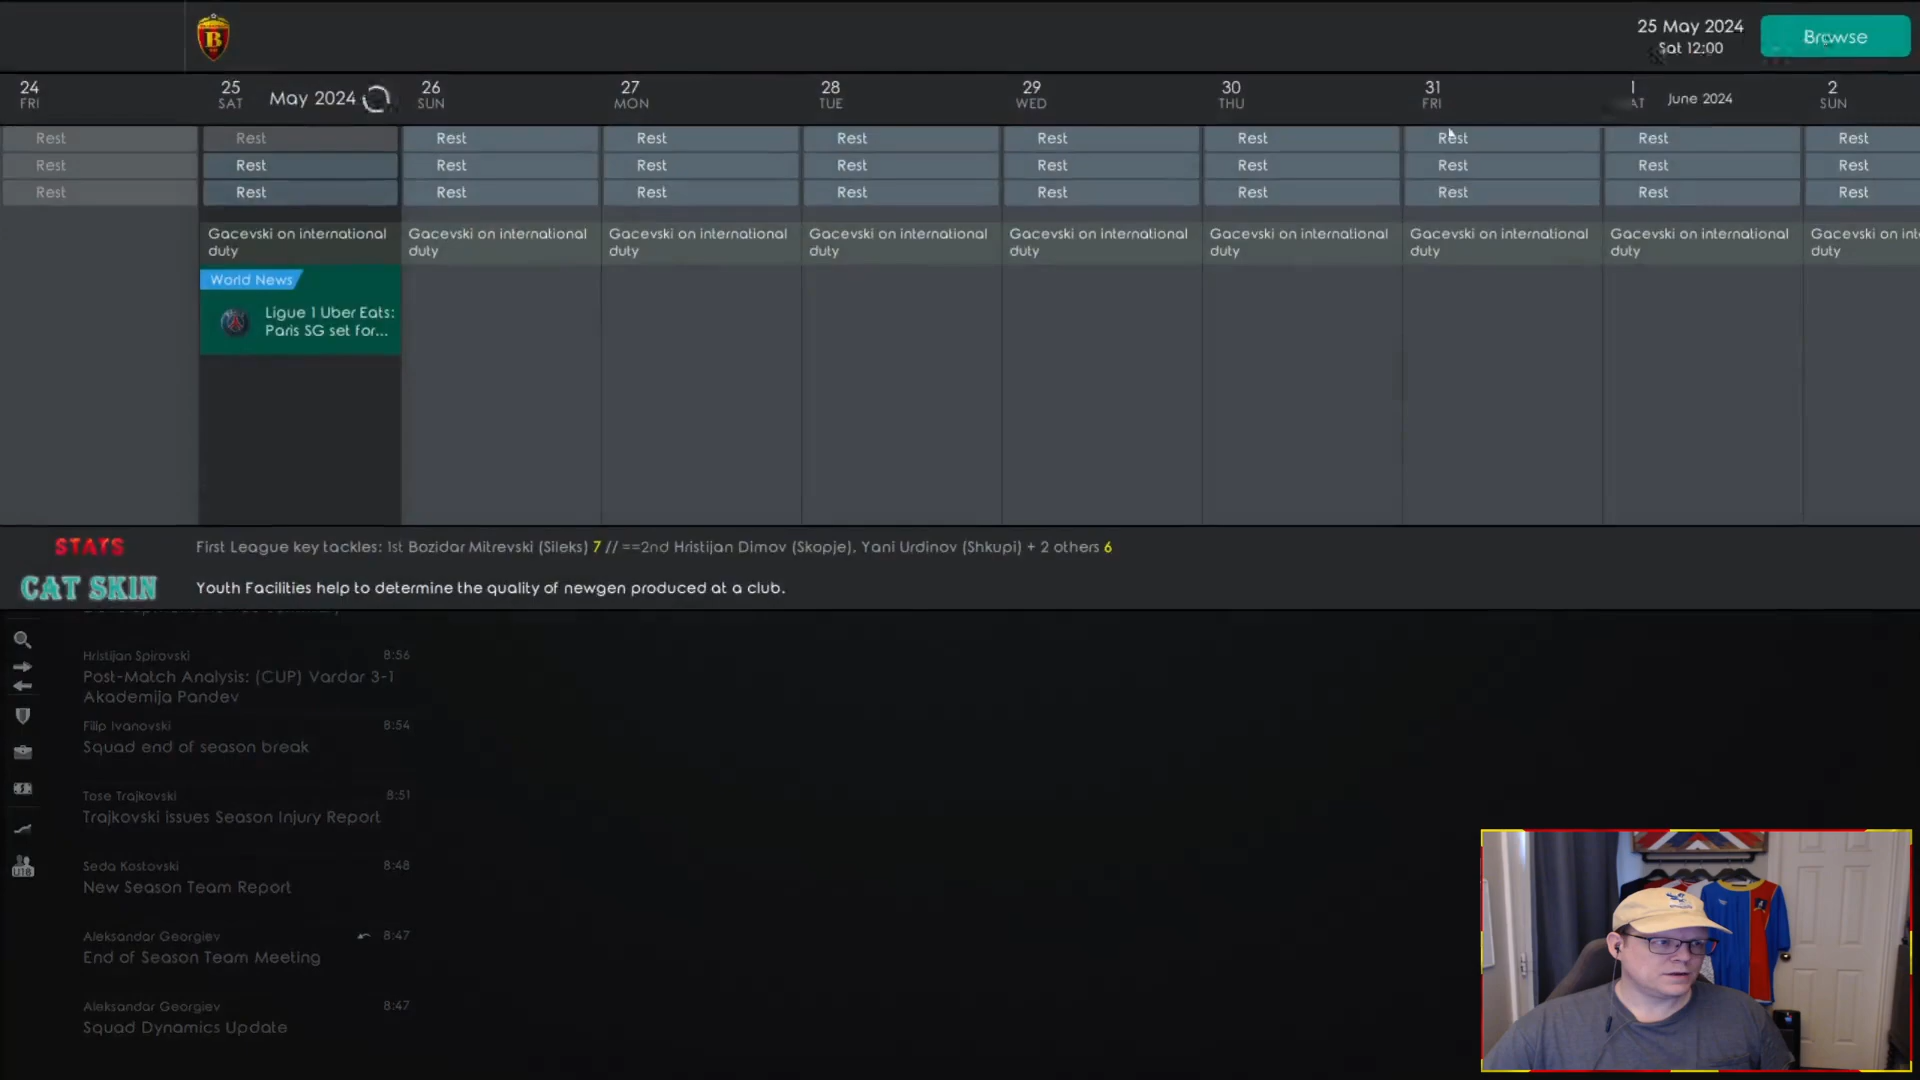 B
25 May 2024
Sat 12:00
Browse
24
FRI
25
SAT
May 2024
26
SUN
27
MON
28
TUE
29
WED
30
THU
31
FRI
June 2024
2
SUN
Rest Rest Rest Rest Rest Rest Rest Rest Rest Rest
Rest Rest Rest Rest Rest Rest Rest Rest Rest Rest
Rest Rest Rest Rest Rest Rest Rest Rest Rest Rest
Gacevski on international
duty
Gacevski on international
duty
Gacevski on international
duty
Gacevski on international
duty
Gacevski on international
duty
Gacevski on international
duty
Gacevski on international
duty
Gacevski on international
duty
Gacevski on int
duty
World News
Ligue 1 Uber Eats:
Paris SG set for...
STATS First League key tackles: 1st Bozidar Mitrevski (Sileks) 7 // ==2nd Hristijan Dimov (Skopje), Yani Urdinov (Shkupi) + 2 others 6
CAT SKIN Youth Facilities help to determine the quality of newgen produced at a club.
Hristijan Spirovski 8:56
Post-Match Analysis: (CUP) Vardar 3-1
Akademija Pandev
Filip Ivanovski 8:54
Squad end of season break
Tose Trajkovski 8:51
Trajkovski issues Season Injury Report
Seda Kostovski 8:48
New Season Team Report
Aleksandar Georgiev 8:47
End of Season Team Meeting
Aleksandar Georgiev 8:47
Squad Dynamics Update
U18